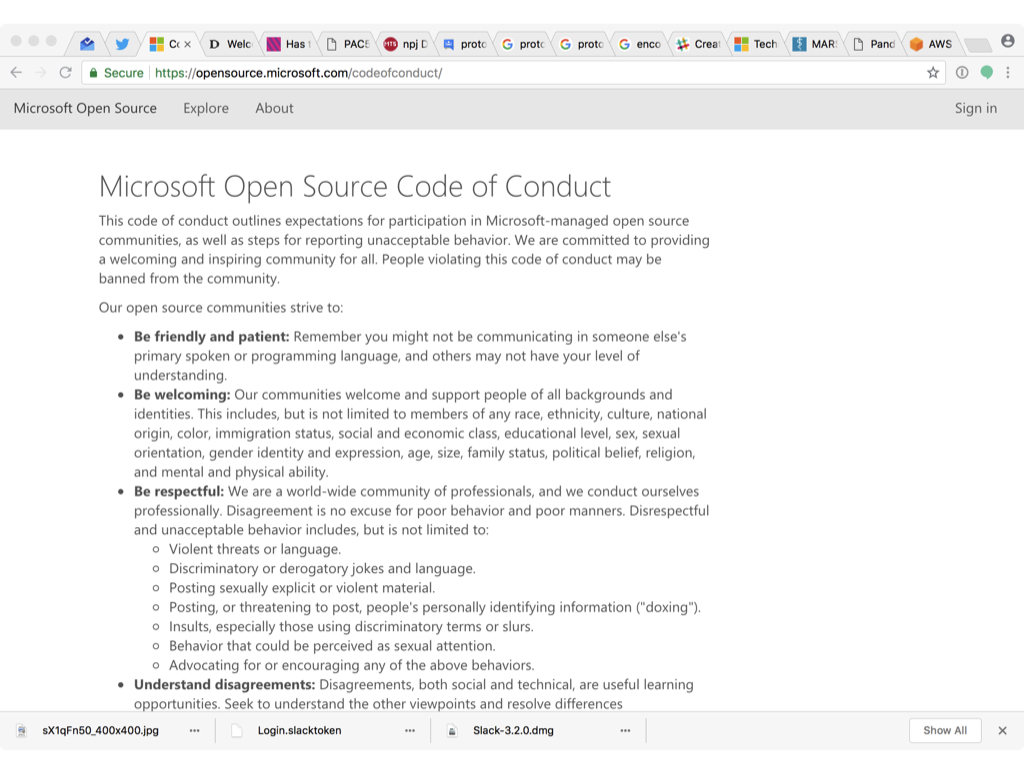 Cc Welc Has t PACE npj D proto proto proto enco Creat Tech MAR Pand AWS
Secure https://opensource.microsoft.com/codeofconduct/
Microsoft Open Source Explore About Sign in
Microsoft Open Source Code of Conduct
This code of conduct outlines expectations for participation in Microsoft-managed open source
communities, as well as steps for reporting unacceptable behavior. We are committed to providing
a welcoming and inspiring community for all. People violating this code of conduct may be
banned from the community.
Our open source communities strive to:
• Be friendly and patient: Remember you might not be communicating in someone else's
primary spoken or programming language, and others may not have your level of
understanding.
• Be welcoming: Our communities welcome and support people of all backgrounds and
identities. This includes, but is not limited to members of any race, ethnicity, culture, national
origin, color, immigration status, social and economic class, educational level, sex, sexual
orientation, gender identity and expression, age, size, family status, political belief, religion,
and mental and physical ability.
• Be respectful: We are a world-wide community of professionals, and we conduct ourselves
professionally. Disagreement is no excuse for poor behavior and poor manners. Disrespectful
and unacceptable behavior includes, but is not limited to:
○ Violent threats or language.
○ Discriminatory or derogatory jokes and language.
○ Posting sexually explicit or violent material.
○ Posting, or threatening to post, people's personally identifying information ("doxing").
○ Insults, especially those using discriminatory terms or slurs.
○ Behavior that could be perceived as sexual attention.
○ Advocating for or encouraging any of the above behaviors.
• Understand disagreements: Disagreements, both social and technical, are useful learning
opportunities. Seek to understand the other viewpoints and resolve differences
sX1qFn50_400x400.jpg Login.slacktoken Slack-3.2.0.dmg Show All